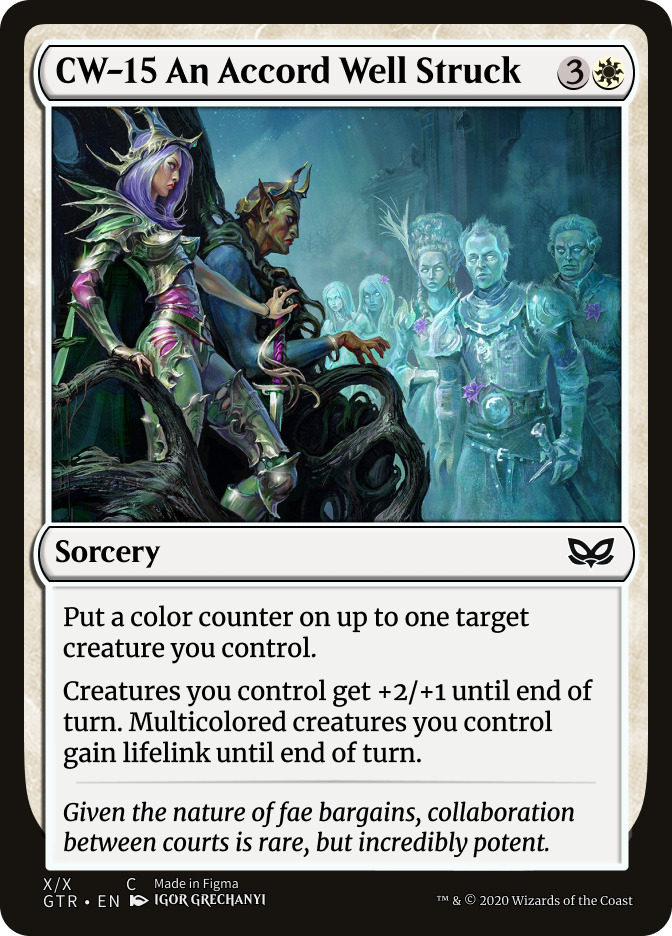 CW-15 An Accord Well Struck 3
Sorcery
Put a color counter on up to one target
creature you control.
Creatures you control get +2/+1 until end of
turn. Multicolored creatures you control
gain lifelink until end of turn.
Given the nature of fae bargains, collaboration
between courts is rare, but incredibly potent.
X/X C Made in Figma
GTR • EN IGOR GRECHANYI ™ & © 2020 Wizards of the Coast